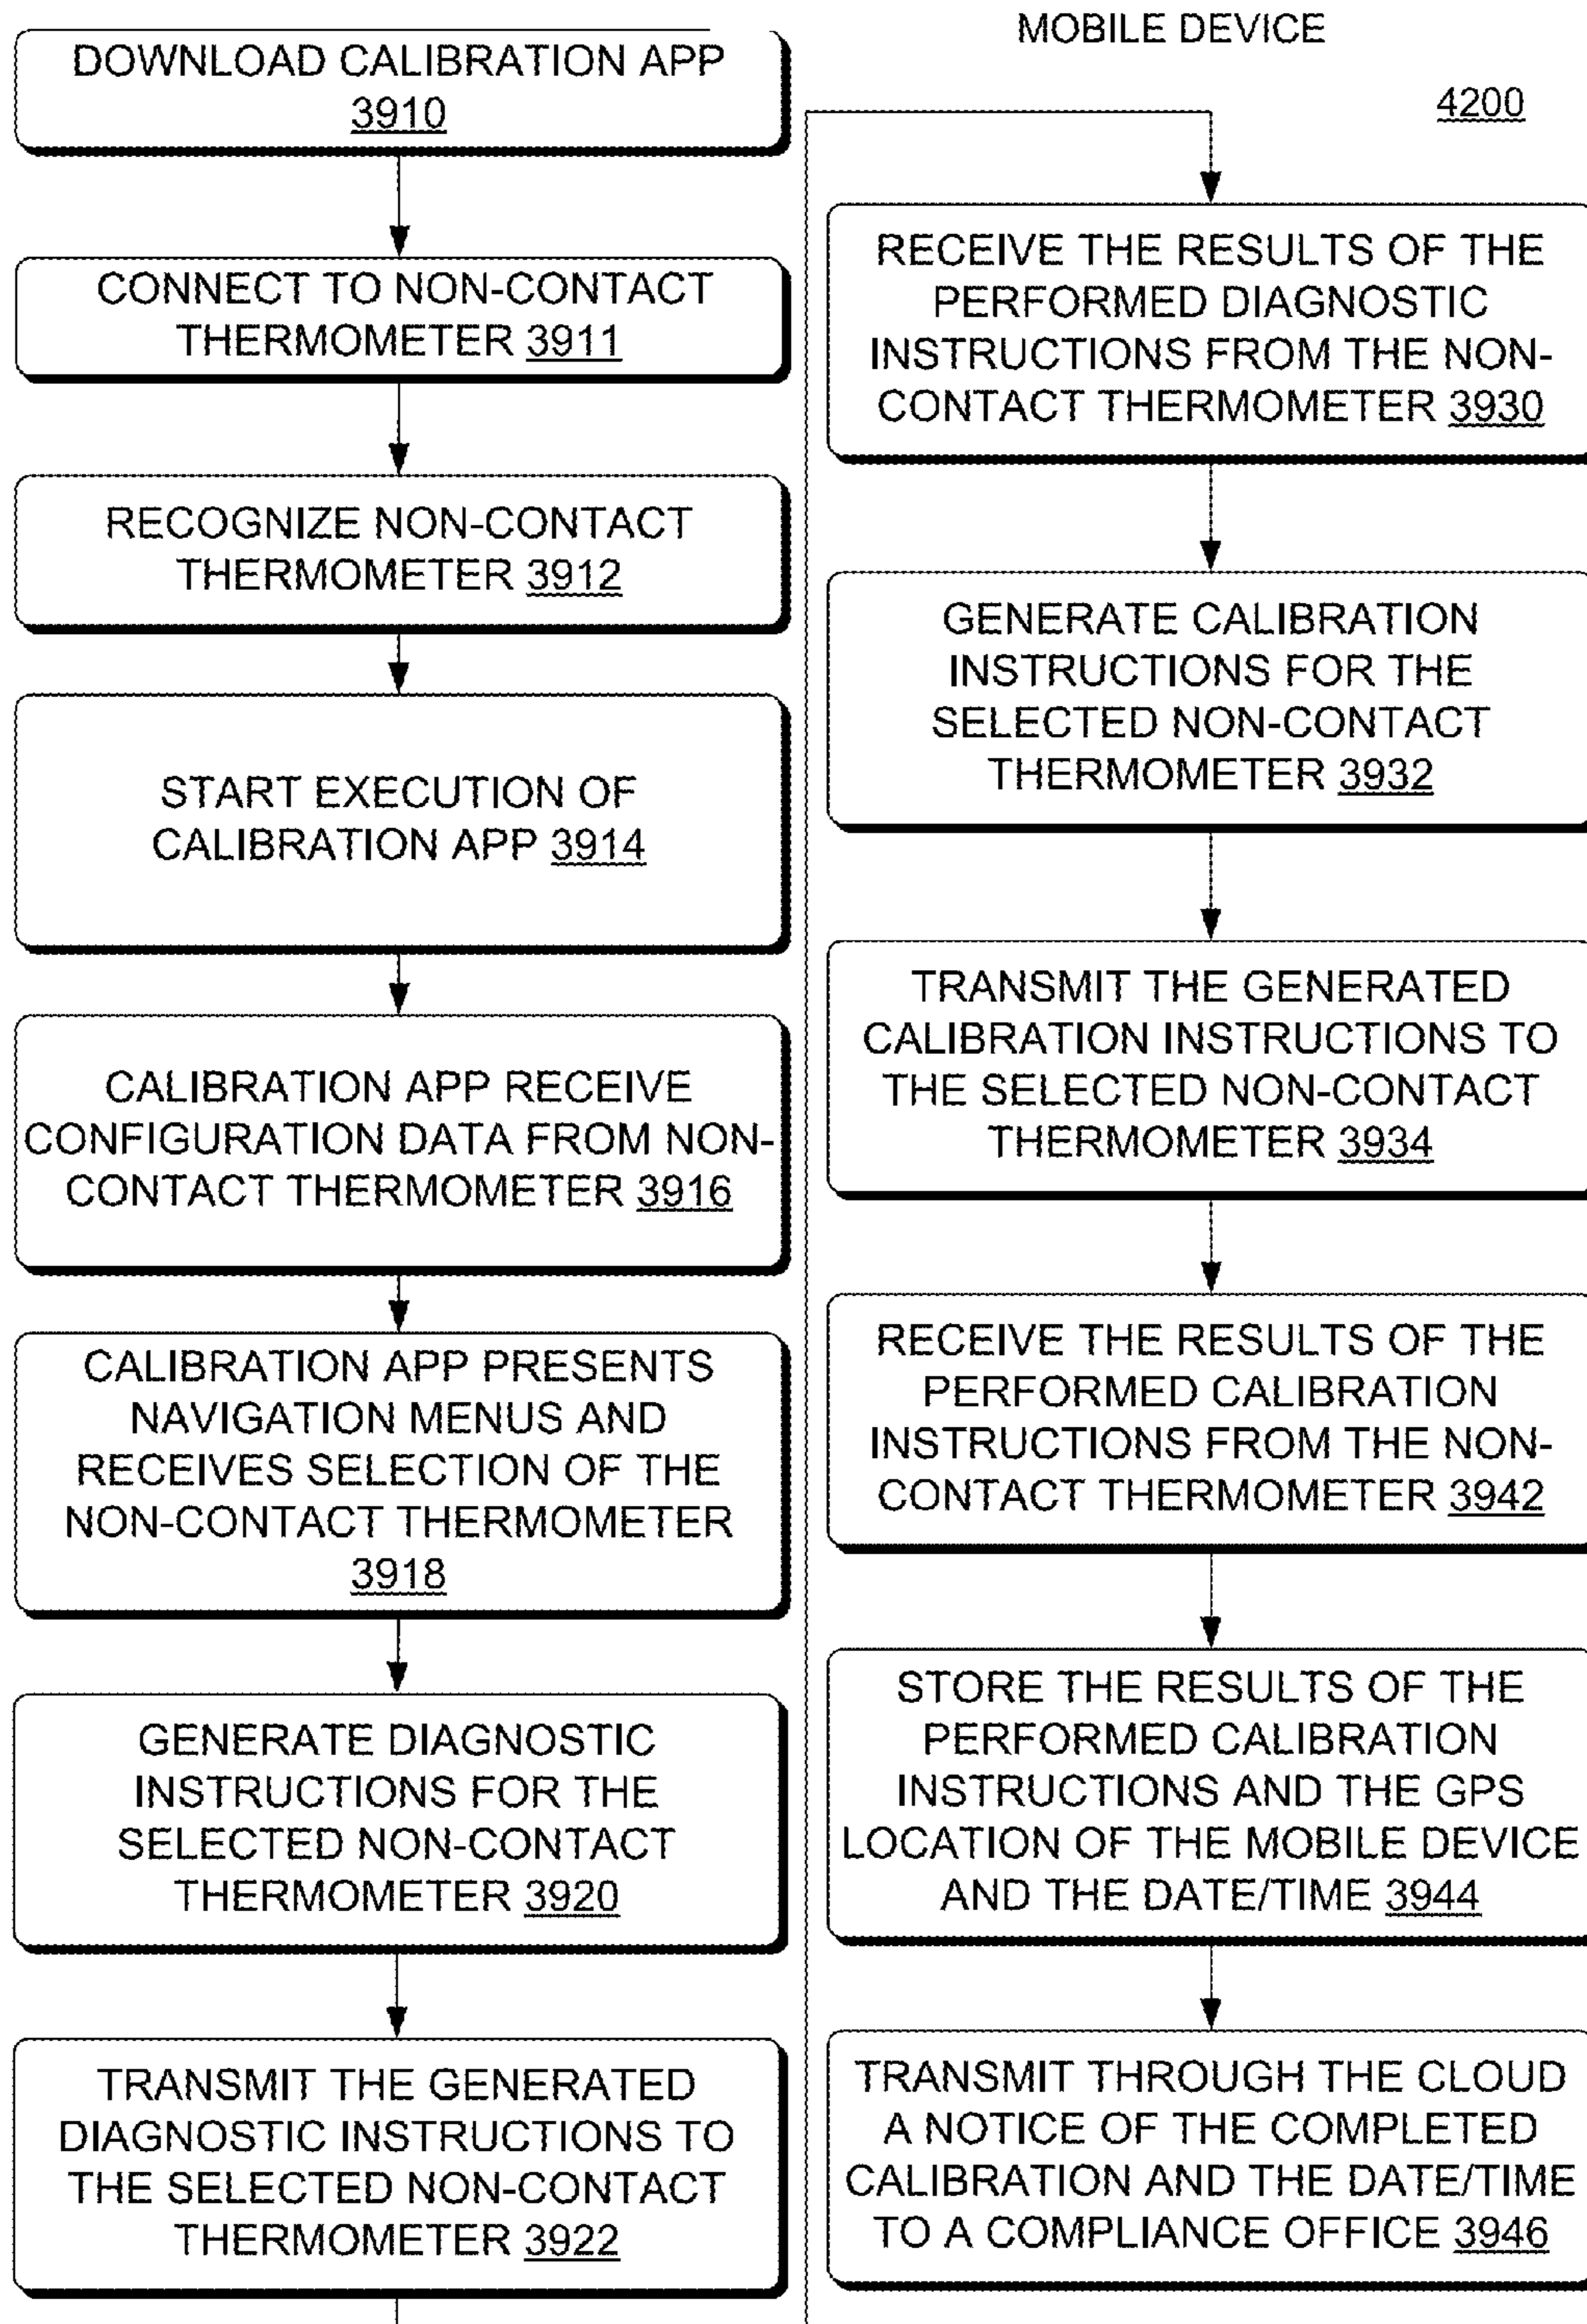 MOBILE DEVICE
4200
DOWNLOAD CALIBRATION APP
3910
CONNECT TO NON-CONTACT
THERMOMETER 3911
RECOGNIZE NON-CONTACT
THERMOMETER 3912
START EXECUTION OF
CALIBRATION APP 3914
CALIBRATION APP RECEIVE
CONFIGURATION DATA FROM NON-
CONTACT THERMOMETER 3916
CALIBRATION APP PRESENTS
NAVIGATION MENUS AND
RECEIVES SELECTION OF THE
NON-CONTACT THERMOMETER
3918
GENERATE DIAGNOSTIC
INSTRUCTIONS FOR THE
SELECTED NON-CONTACT
THERMOMETER 3920
TRANSMIT THE GENERATED
DIAGNOSTIC INSTRUCTIONS TO
THE SELECTED NON-CONTACT
THERMOMETER 3922
RECEIVE THE RESULTS OF THE
PERFORMED DIAGNOSTIC
INSTRUCTIONS FROM THE NON-
CONTACT THERMOMETER 3930
GENERATE CALIBRATION
INSTRUCTIONS FOR THE
SELECTED NON-CONTACT
THERMOMETER 3932
TRANSMIT THE GENERATED
CALIBRATION INSTRUCTIONS TO
THE SELECTED NON-CONTACT
THERMOMETER 3934
RECEIVE THE RESULTS OF THE
PERFORMED CALIBRATION
INSTRUCTIONS FROM THE NON-
CONTACT THERMOMETER 3942
STORE THE RESULTS OF THE
PERFORMED CALIBRATION
INSTRUCTIONS AND THE GPS
LOCATION OF THE MOBILE DEVICE
AND THE DATE/TIME 3944
TRANSMIT THROUGH THE CLOUD
A NOTICE OF THE COMPLETED
CALIBRATION AND THE DATE/TIME
TO A COMPLIANCE OFFICE 3946